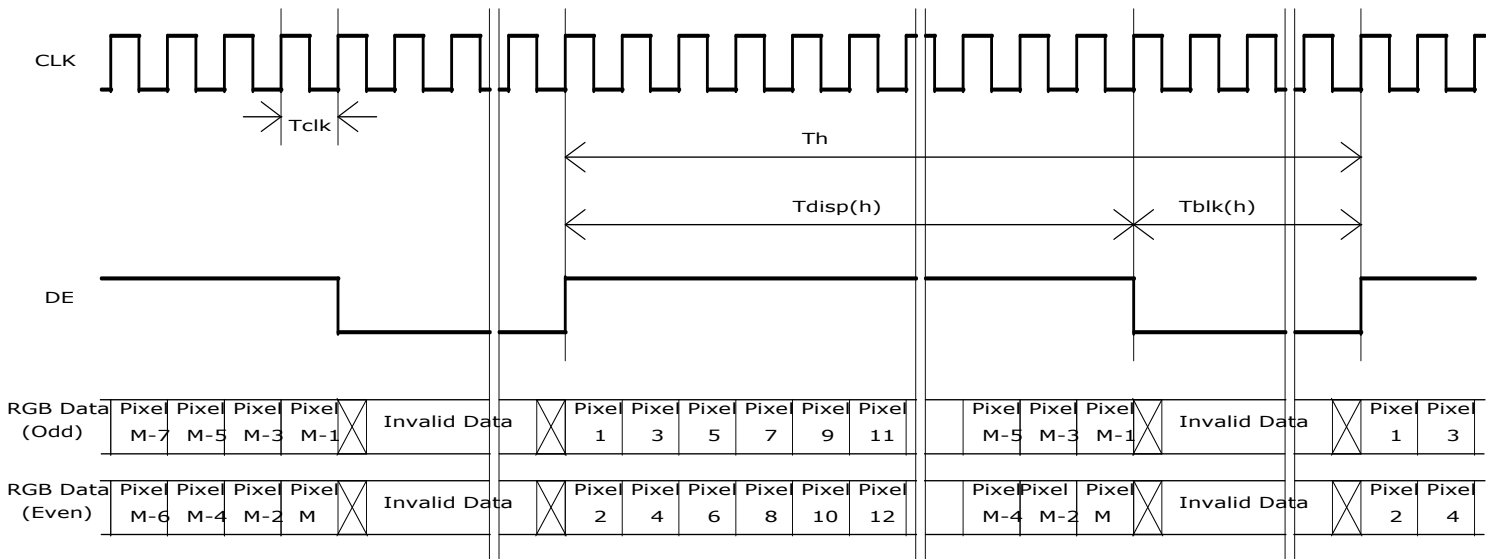 CLK
Tclk
Th
Tdisp(h)
Tblk(h)
DE
RGB Data
(Odd)
Pixel Pixel Pixel Pixel
M-7 M-5 M-3 M-1
Invalid Data
Pixel Pixel Pixel Pixel Pixel Pixel
1 3 5 7 9 11
Pixel Pixel Pixel
M-5 M-3 M-1
Invalid Data
Pixel Pixel
1 3
RGB Data
(Even)
Pixel Pixel Pixel Pixel
M-6 M-4 M-2 M
Invalid Data
Pixel Pixel Pixel Pixel Pixel Pixel
2 4 6 8 10 12
Pixel Pixel Pixel
M-4 M-2 M
Invalid Data
Pixel Pixel
2 4